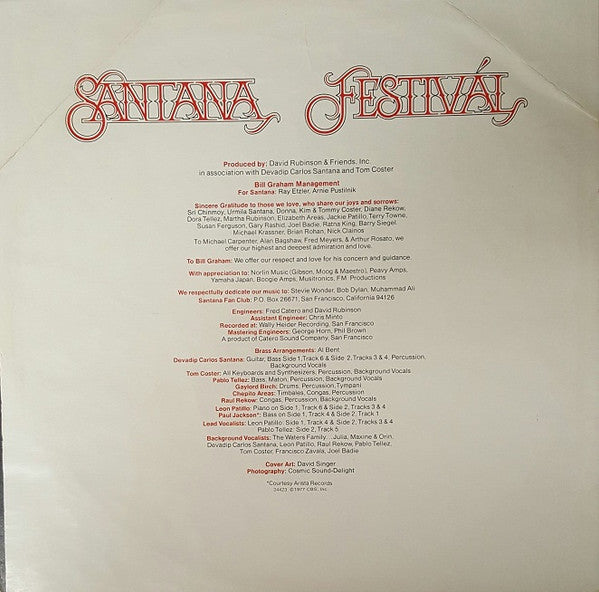 SANTANA FESTIVÁL
Produced by: David Rubinson & Friends, Inc.
in association with Devadip Carlos Santana and Tom Coster
Bill Graham Management
For Santana: Ray Etzler, Arnie Pustilnik
Sincere Gratitude to those we love, who share our joys and sorrows:
Sri Chinmoy, Urmila Santana, Donna, Kim & Tommy Coster, Diane Rekow,
Dora Tellez, Martha Rubinson, Elizabeth Areas, Jackie Patillo, Terry Towne,
Susan Ferguson, Gary Rashid, Joel Badie, Ratha King, Barry Siegel,
Michael Krassner, Brian Rohan, Nick Clainos
To Michael Carpenter, Alan Bagshaw, Fred Meyers, & Arthur Rosato, we
offer our highest and deepest admiration and love.
To Bill Graham: We offer our respect and love for his concern and guidance.
With appreciation to: Norlin Music (Gibson, Moog & Maestro), Peavy Amps,
Yamaha Japan, Boogie Amps, Musitronics, FM Productions
We respectfully dedicate our music to: Stevie Wonder, Bob Dylan, Muhammad Ali
Santana Fan Club: P.O. Box 26671, San Francisco, California 94126
Engineers: Fred Catero and David Rubinson
Assistant Engineer: Chris Minto
Recorded at: Wally Heider Recording, San Francisco
Mastering Engineers: George Horn, Phil Brown
A product of Catero Sound Company, San Francisco
Brass Arrangements: Al Bent
Devadip Carlos Santana: Guitar, Bass Side 1, Track 6 & Side 2, Tracks 3 & 4, Percussion,
Background Vocals
Tom Coster: All Keyboards and Synthesizers, Percussion, Background Vocals
Pablo Tellez: Bass, Maton, Percussion, Background Vocals
Gaylord Birch: Drums, Percussion, Tympani
Chepito Areas: Timbales, Congas, Percussion
Raul Rekow: Congas, Percussion, Background Vocals
Leon Patillo: Piano on Side 1, Track 6 & Side 2, Tracks 3 & 4
Paul Jackson*: Bass on Side 1, Track 4 & Side 2, Track 1
Lead Vocalists: Leon Patillo: Side 1, Track 4 & Side 2, Tracks 3 & 4
Pablo Tellez: Side 2, Track 5
Background Vocalists: The Waters Family... Julia, Maxine & Orin,
Devadip Carlos Santana, Leon Patillo, Raul Rekow, Pablo Tellez,
Tom Coster, Francisco Zavala, Joel Badie
Cover Art: David Singer
Photography: Cosmic Sound-Delight
*Courtesy Arista Records
34423 © 1977 CBS, Inc.